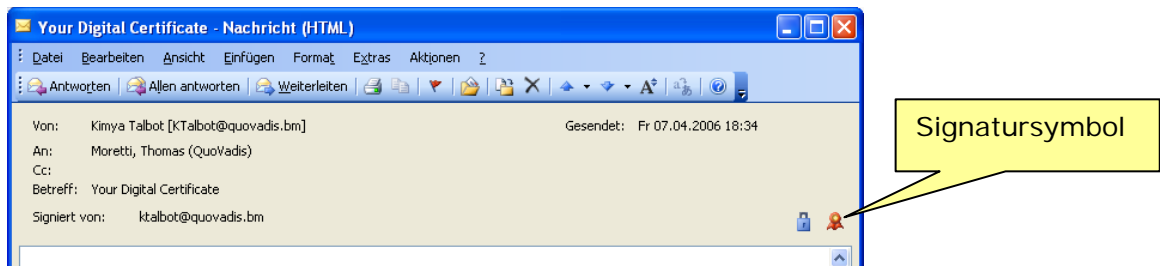 Your Digital Certificate - Nachricht (HTML)
Datei Bearbeiten Ansicht Einfügen Format Extras Aktionen ?
Antworten Allen antworten Weiterleiten
Von: Kimya Talbot [KTalbot@quovadis.bm] Gesendet: Fr 07.04.2006 18:34
An: Moretti, Thomas (QuoVadis)
Cc:
Betreff: Your Digital Certificate
Signiert von: ktalbot@quovadis.bm
Signatursymbol